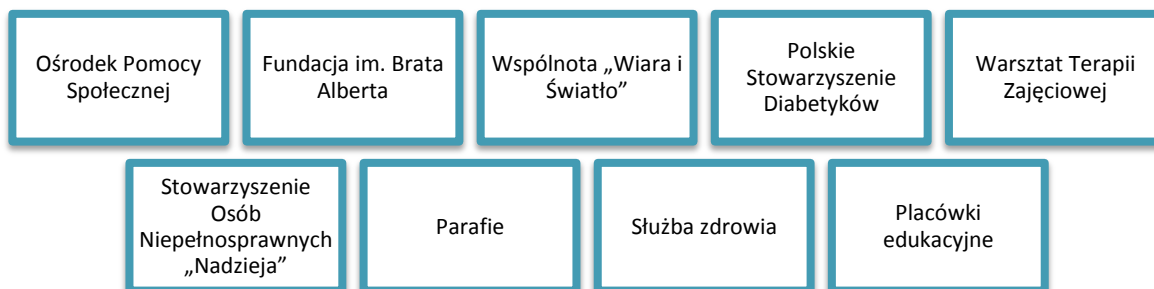 Ośrodek Pomocy
Społecznej
Fundacja im. Brata
Alberta
Wspólnota „Wiara i
Światło”
Polskie
Stowarzyszenie
Diabetyków
Warsztat Terapii
Zajęciowej
Stowarzyszenie
Osób
Niepełnosprawnych
„Nadzieja”
Parafie
Służba zdrowia
Placówki
edukacyjne